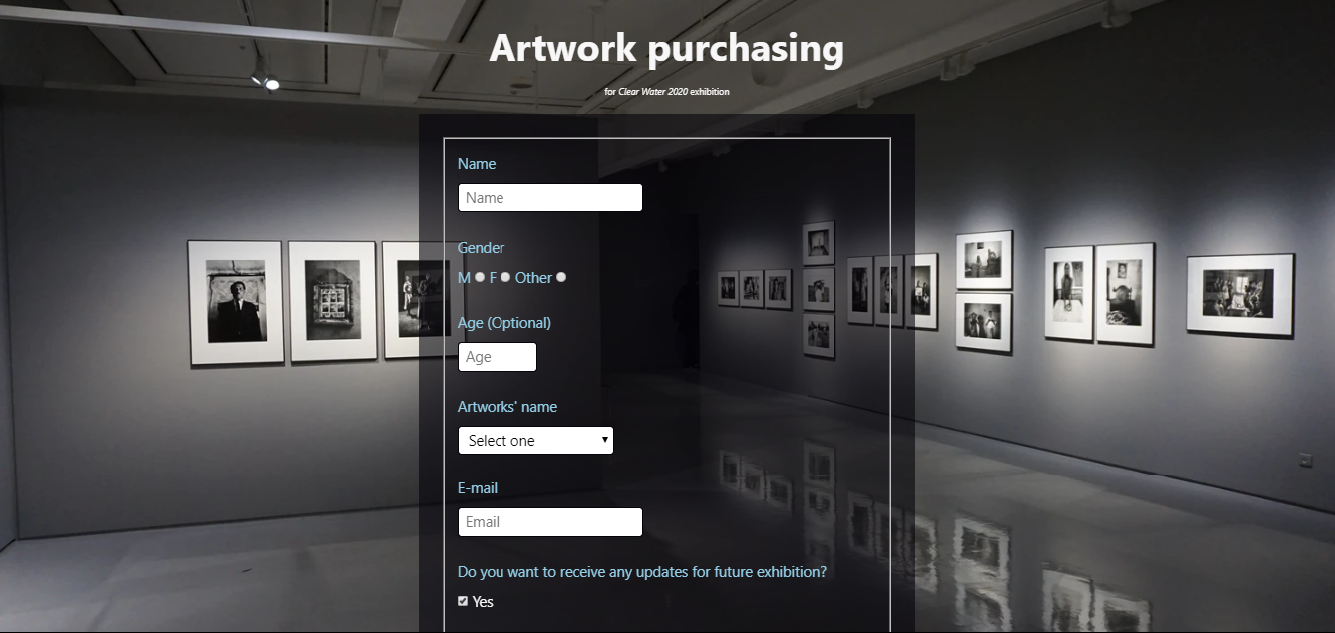 Artwork purchasing
for Clear Water 2020 exhibition
Name
Name
Gender
M F Other
Age (Optional)
Age
Artworks' name
Select one
E-mail
Email
Do you want to receive any updates for future exhibition?
Yes